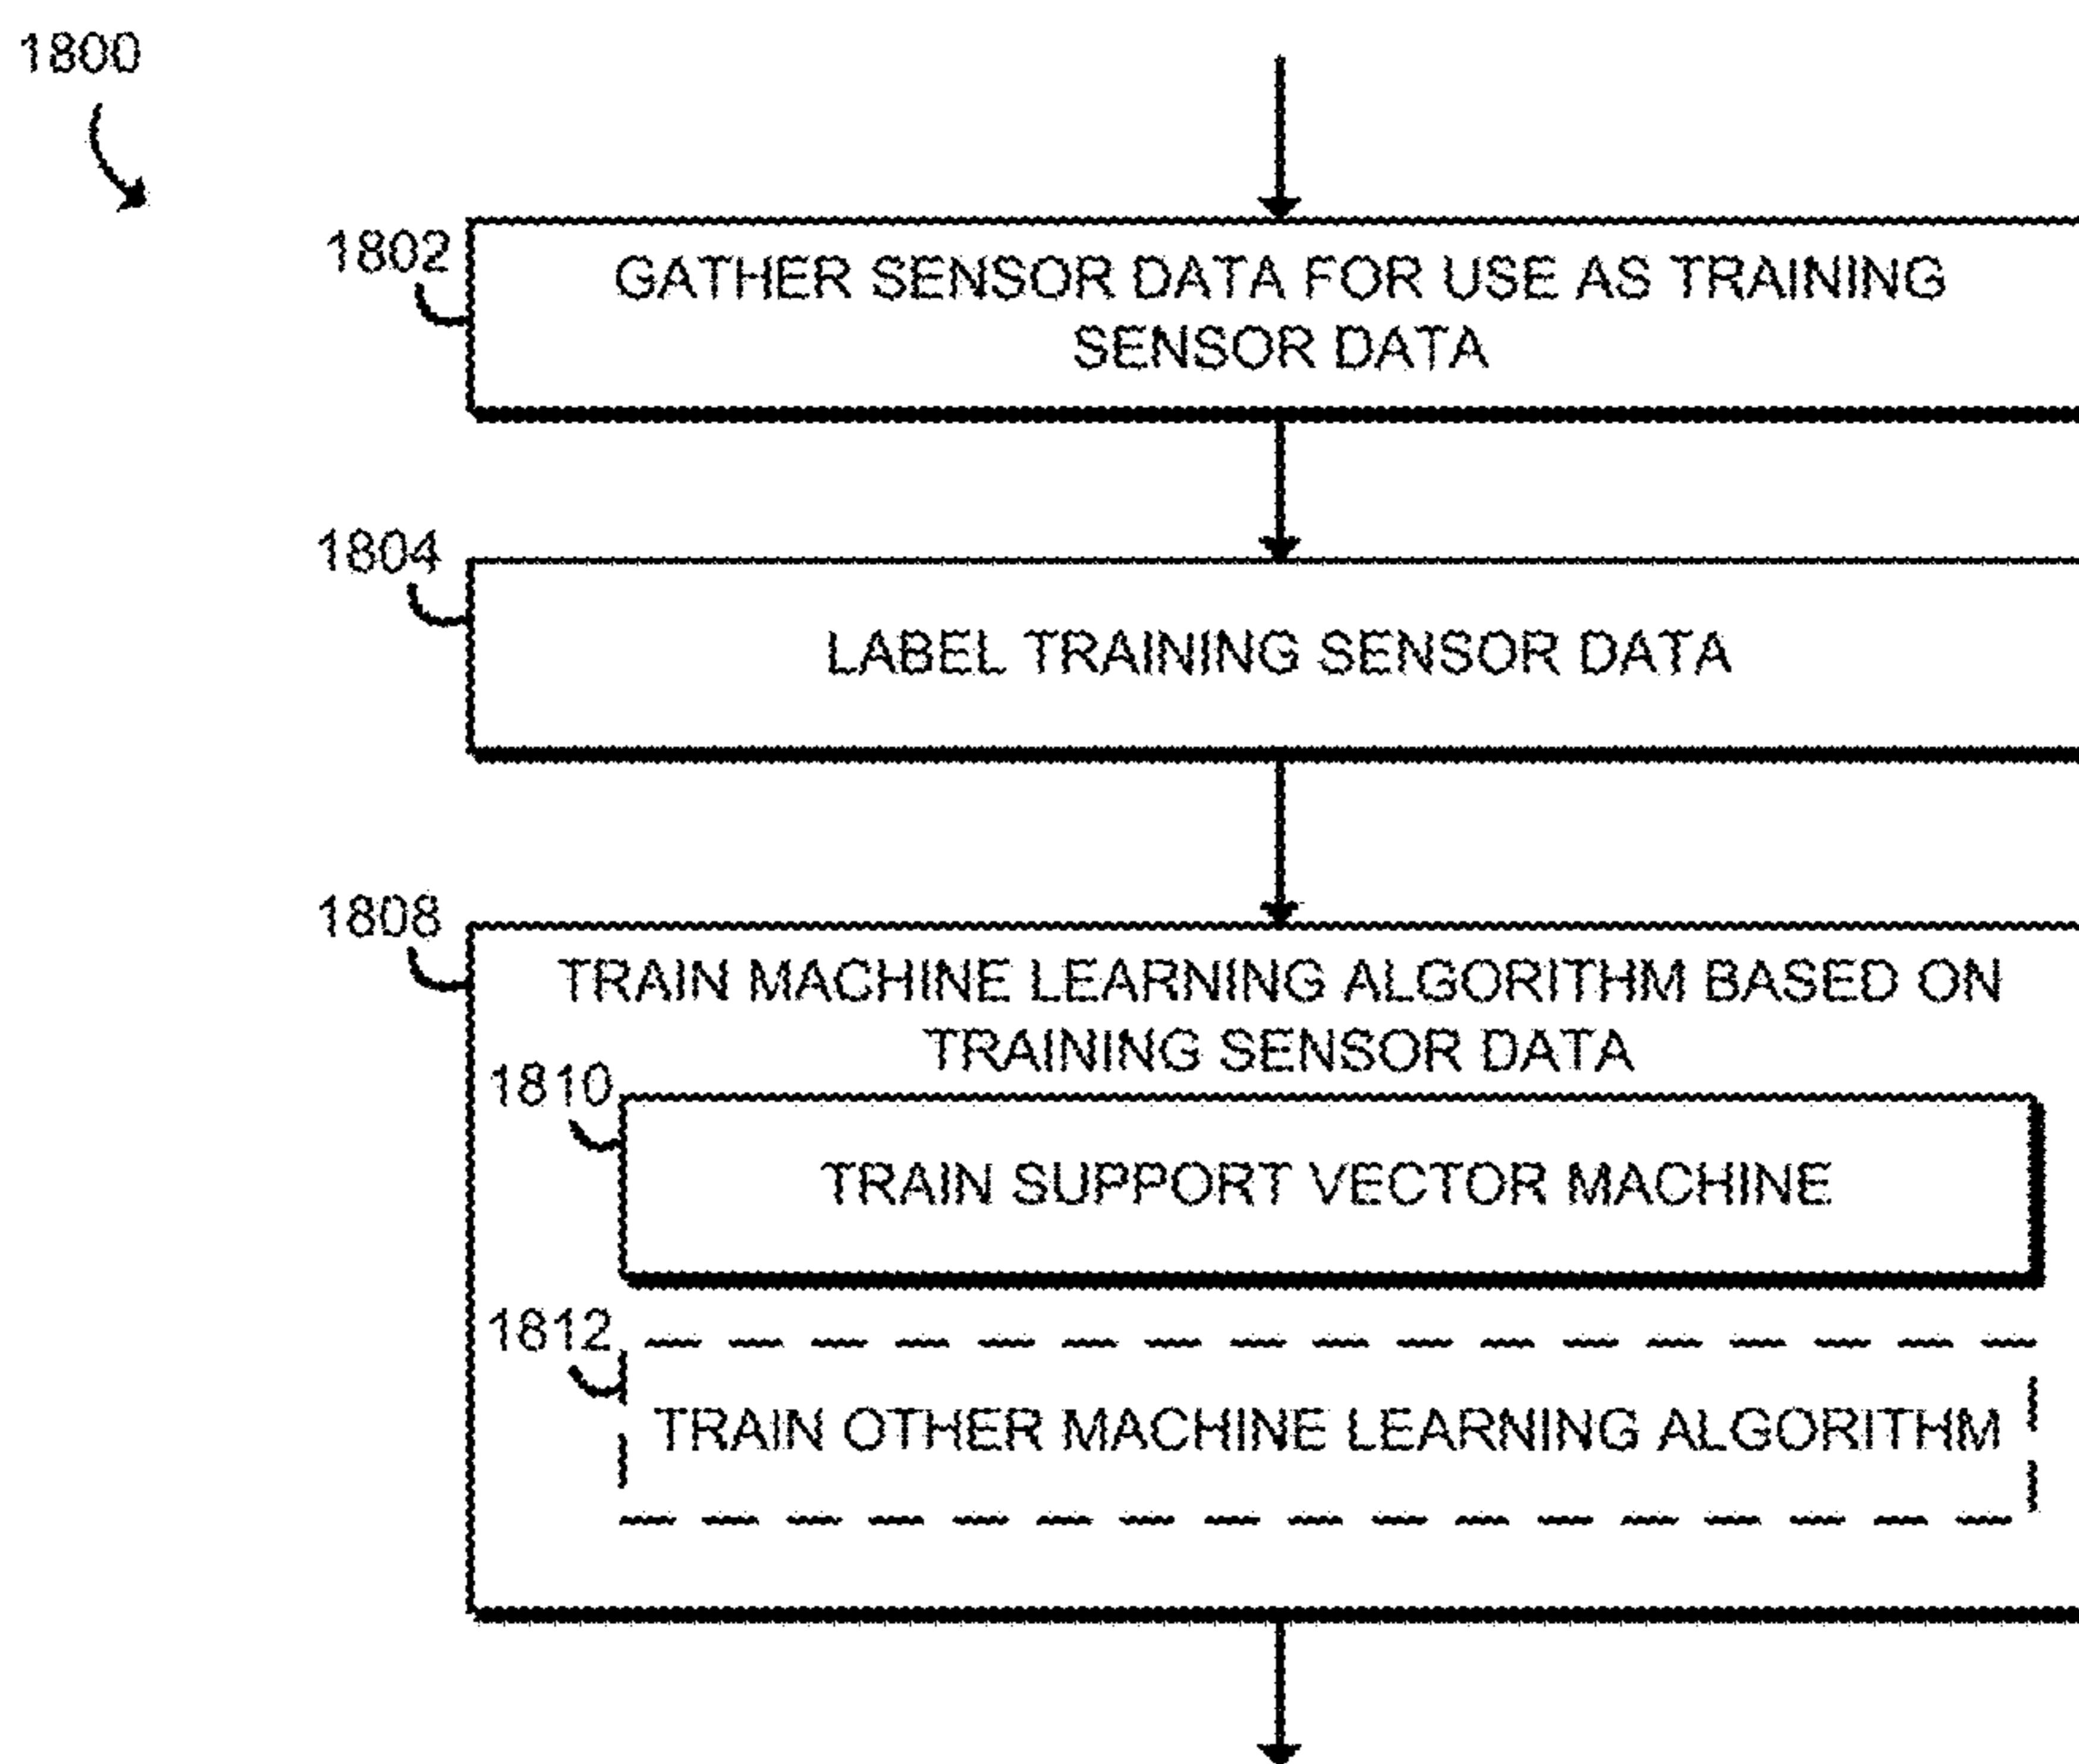 1800
1802
GATHER SENSOR DATA FOR USE AS TRAINING
SENSOR DATA
1804
LABEL TRAINING SENSOR DATA
1808
TRAIN MACHINE LEARNING ALGORITHM BASED ON
TRAINING SENSOR DATA
1810
TRAIN SUPPORT VECTOR MACHINE
1812
TRAIN OTHER MACHINE LEARNING ALGORITHM